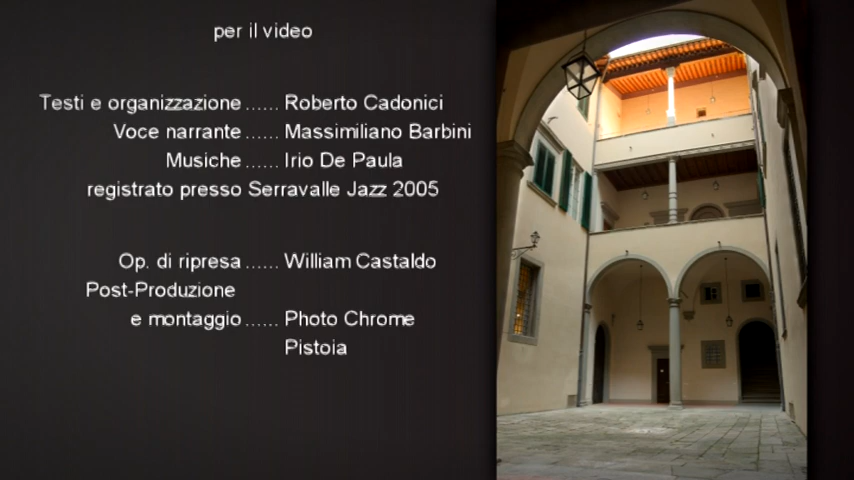 per il video
Testi e organizzazione ...... Roberto Cadonici
Voce narrante ...... Massimiliano Barbini
Musiche ...... Irio De Paula
registrato presso Serravalle Jazz 2005
Op. di ripresa ...... William Castaldo
Post-Produzione
e montaggio ...... Photo Chrome
Pistoia